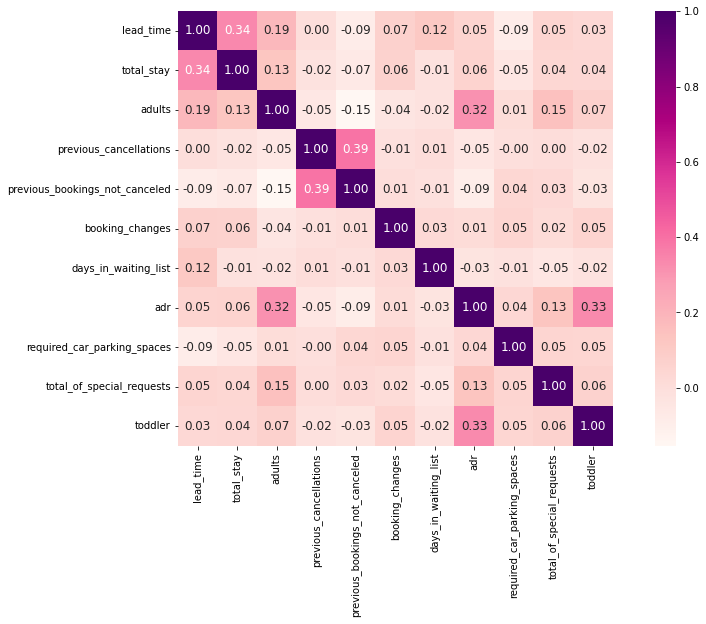 lead_time 1.00 0.34 0.19 0.00 -0.09 0.07 0.12 0.05 -0.09 0.05 0.03
total_stay 0.34 1.00 0.13 -0.02 -0.07 0.06 -0.01 0.06 -0.05 0.04 0.04
adults 0.19 0.13 1.00 -0.05 -0.15 -0.04 -0.02 0.32 0.01 0.15 0.07
previous_cancellations 0.00 -0.02 -0.05 1.00 0.39 -0.01 0.01 -0.05 -0.00 0.00 -0.02
previous_bookings_not_canceled -0.09 -0.07 -0.15 0.39 1.00 0.01 -0.01 -0.09 0.04 0.03 -0.03
booking_changes 0.07 0.06 -0.04 -0.01 0.01 1.00 0.03 0.01 0.05 0.02 0.05
days_in_waiting_list 0.12 -0.01 -0.02 0.01 -0.01 0.03 1.00 -0.03 -0.01 -0.05 -0.02
adr 0.05 0.06 0.32 -0.05 -0.09 0.01 -0.03 1.00 0.04 0.13 0.33
required_car_parking_spaces -0.09 -0.05 0.01 -0.00 0.04 0.05 -0.01 0.04 1.00 0.05 0.05
total_of_special_requests 0.05 0.04 0.15 0.00 0.03 0.02 -0.05 0.13 0.05 1.00 0.06
toddler 0.03 0.04 0.07 -0.02 -0.03 0.05 -0.02 0.33 0.05 0.06 1.00
lead_time
total_stay
adults
previous_cancellations
previous_bookings_not_canceled
booking_changes
days_in_waiting_list
adr
required_car_parking_spaces
total_of_special_requests
toddler
1.0
0.8
0.6
0.4
0.2
0.0